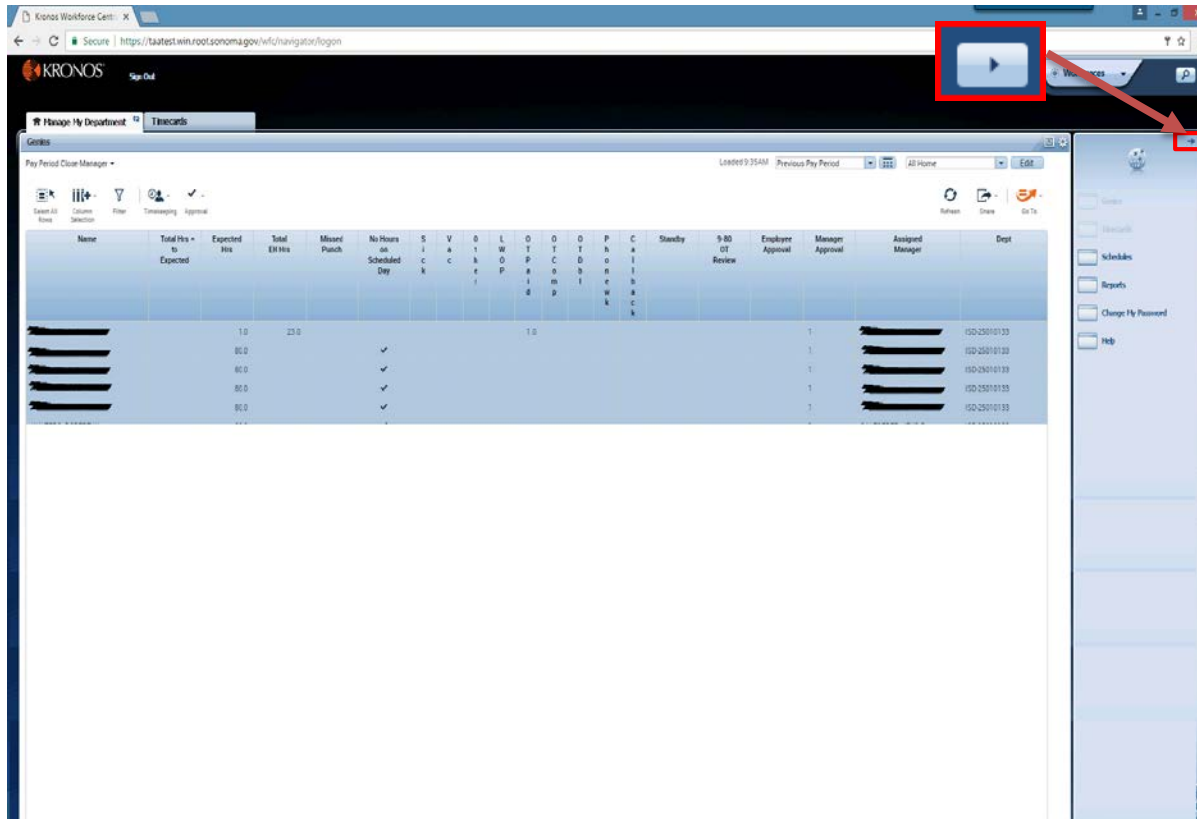 Kronos Workforce Centr
Secure | https://taatest.win.root.sonoma.gov/wfc/navigator/logon
KRONOS Sign Out
Manage My Department Timecards
Genies
Pay Period Close Manager
Loaded 9:35AM Previous Pay Period All Home Edit
Select All Rows
Column Selection
Filter
Timekeeping
Approval
Refresh
Share
Go To
Name
Total Hrs to Expected
Expected Hrs
Total Eff Hrs
Missed Punch
No Hours on Scheduled Day
Sick
Vac
Other
LWOP
OT Paid
OT Comp
OT Dbl
Phonewk
Callback
Standby
9-80 OT Review
Employee Approval
Manager Approval
Assigned Manager
Dept
1.0 23.0 1.0 1 ISD-25010133
80.0 ✔ 1 ISD-25010133
80.0 ✔ 1 ISD-25010133
80.0 ✔ 1 ISD-25010133
80.0 ✔ 1 ISD-25010133
Genies
Timecards
Schedules
Reports
Change My Password
Help